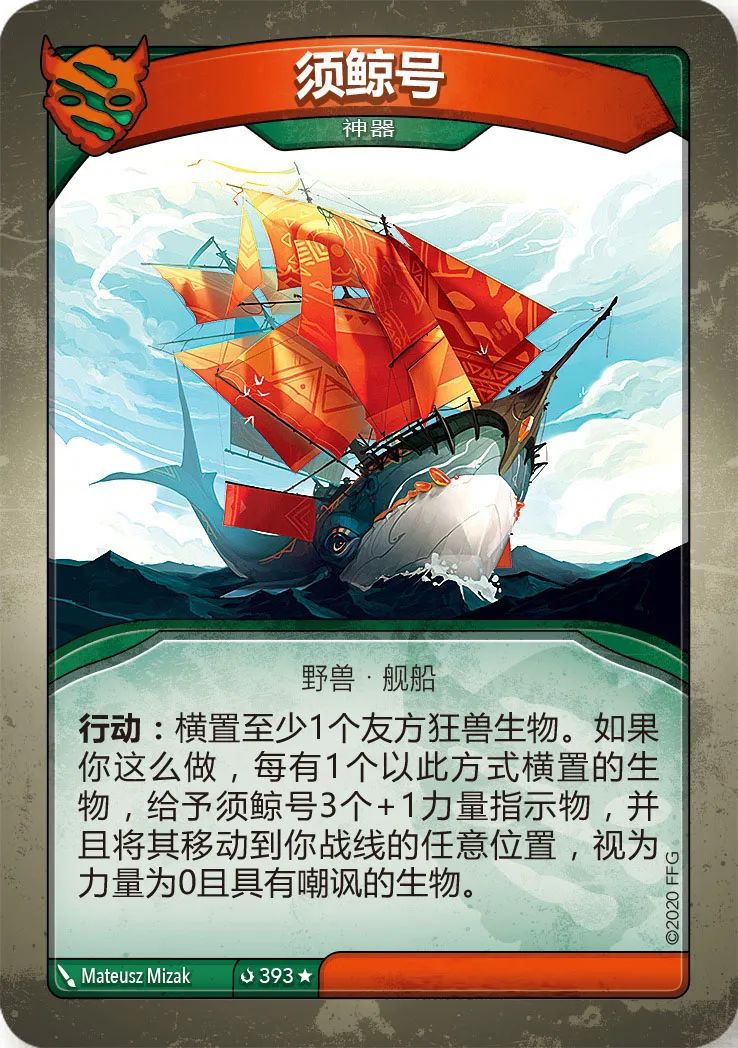 须鲸号
神器
野兽 · 舰船
行动：横置至少1个友方狂兽生物。如果
你这么做，每有1个以此方式横置的生
物，给予须鲸号3个+1力量指示物，并
且将其移动到你战线的任意位置，视为
力量为0且具有嘲讽的生物。
©2020 FFG
Mateusz Mizak
393★